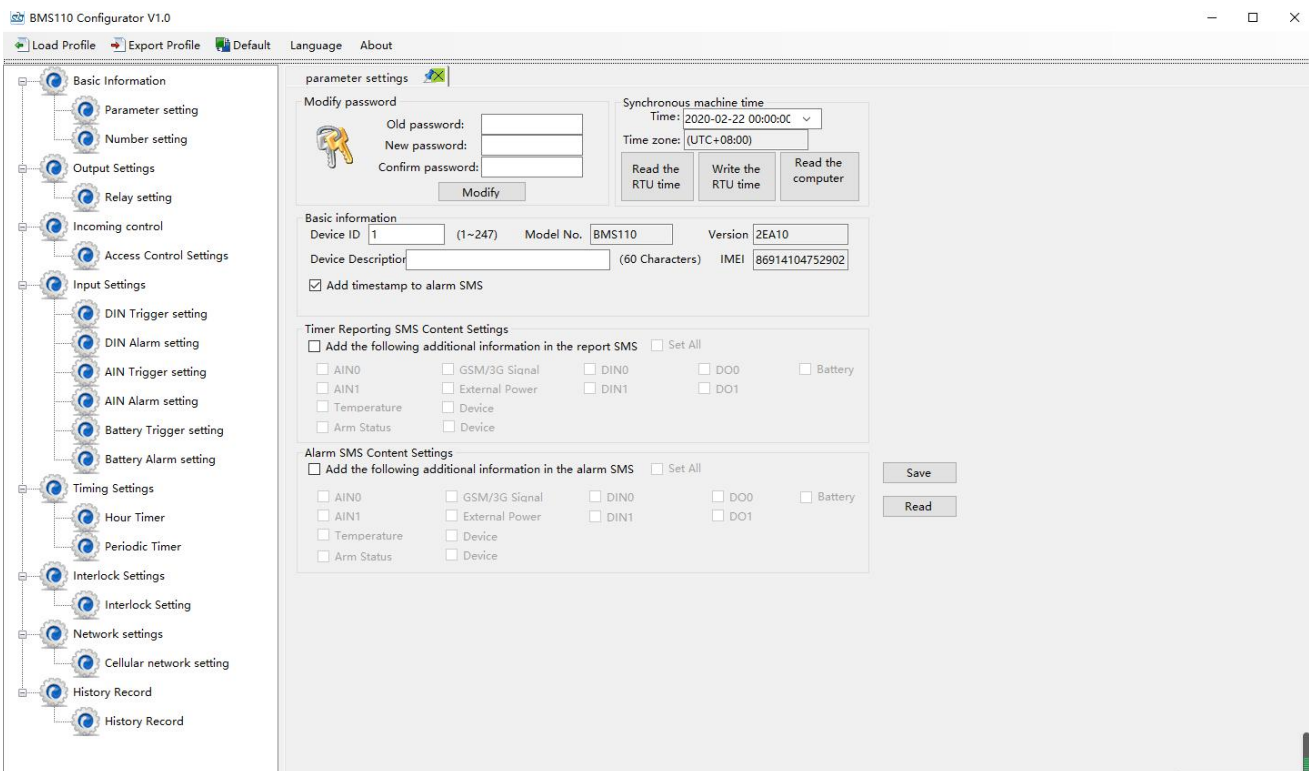 BMS110 Configurator V1.0
Load Profile Export Profile Default Language About
Basic Information
Parameter setting
Number setting
Output Settings
Relay setting
Incoming control
Access Control Settings
Input Settings
DIN Trigger setting
DIN Alarm setting
AIN Trigger setting
AIN Alarm setting
Battery Trigger setting
Battery Alarm setting
Timing Settings
Hour Timer
Periodic Timer
Interlock Settings
Interlock Setting
Network settings
Cellular network setting
History Record
History Record
parameter settings
Modify password
Old password:
New password:
Confirm password:
Modify
Synchronous machine time
Time: 2020-02-22 00:00:0C
Time zone: (UTC+08:00)
Read the RTU time
Write the RTU time
Read the computer
Basic information
Device ID 1 (1~247) Model No. BMS110 Version 2EA10
Device Description (60 Characters) IMEI 86914104752902
Add timestamp to alarm SMS
Timer Reporting SMS Content Settings
Add the following additional information in the report SMS Set All
AIN0 GSM/3G Signal DIN0 DO0 Battery
AIN1 External Power DIN1 DO1
Temperature Device
Arm Status Device
Alarm SMS Content Settings
Add the following additional information in the alarm SMS Set All
AIN0 GSM/3G Signal DIN0 DO0 Battery
AIN1 External Power DIN1 DO1
Temperature Device
Arm Status Device
Save
Read